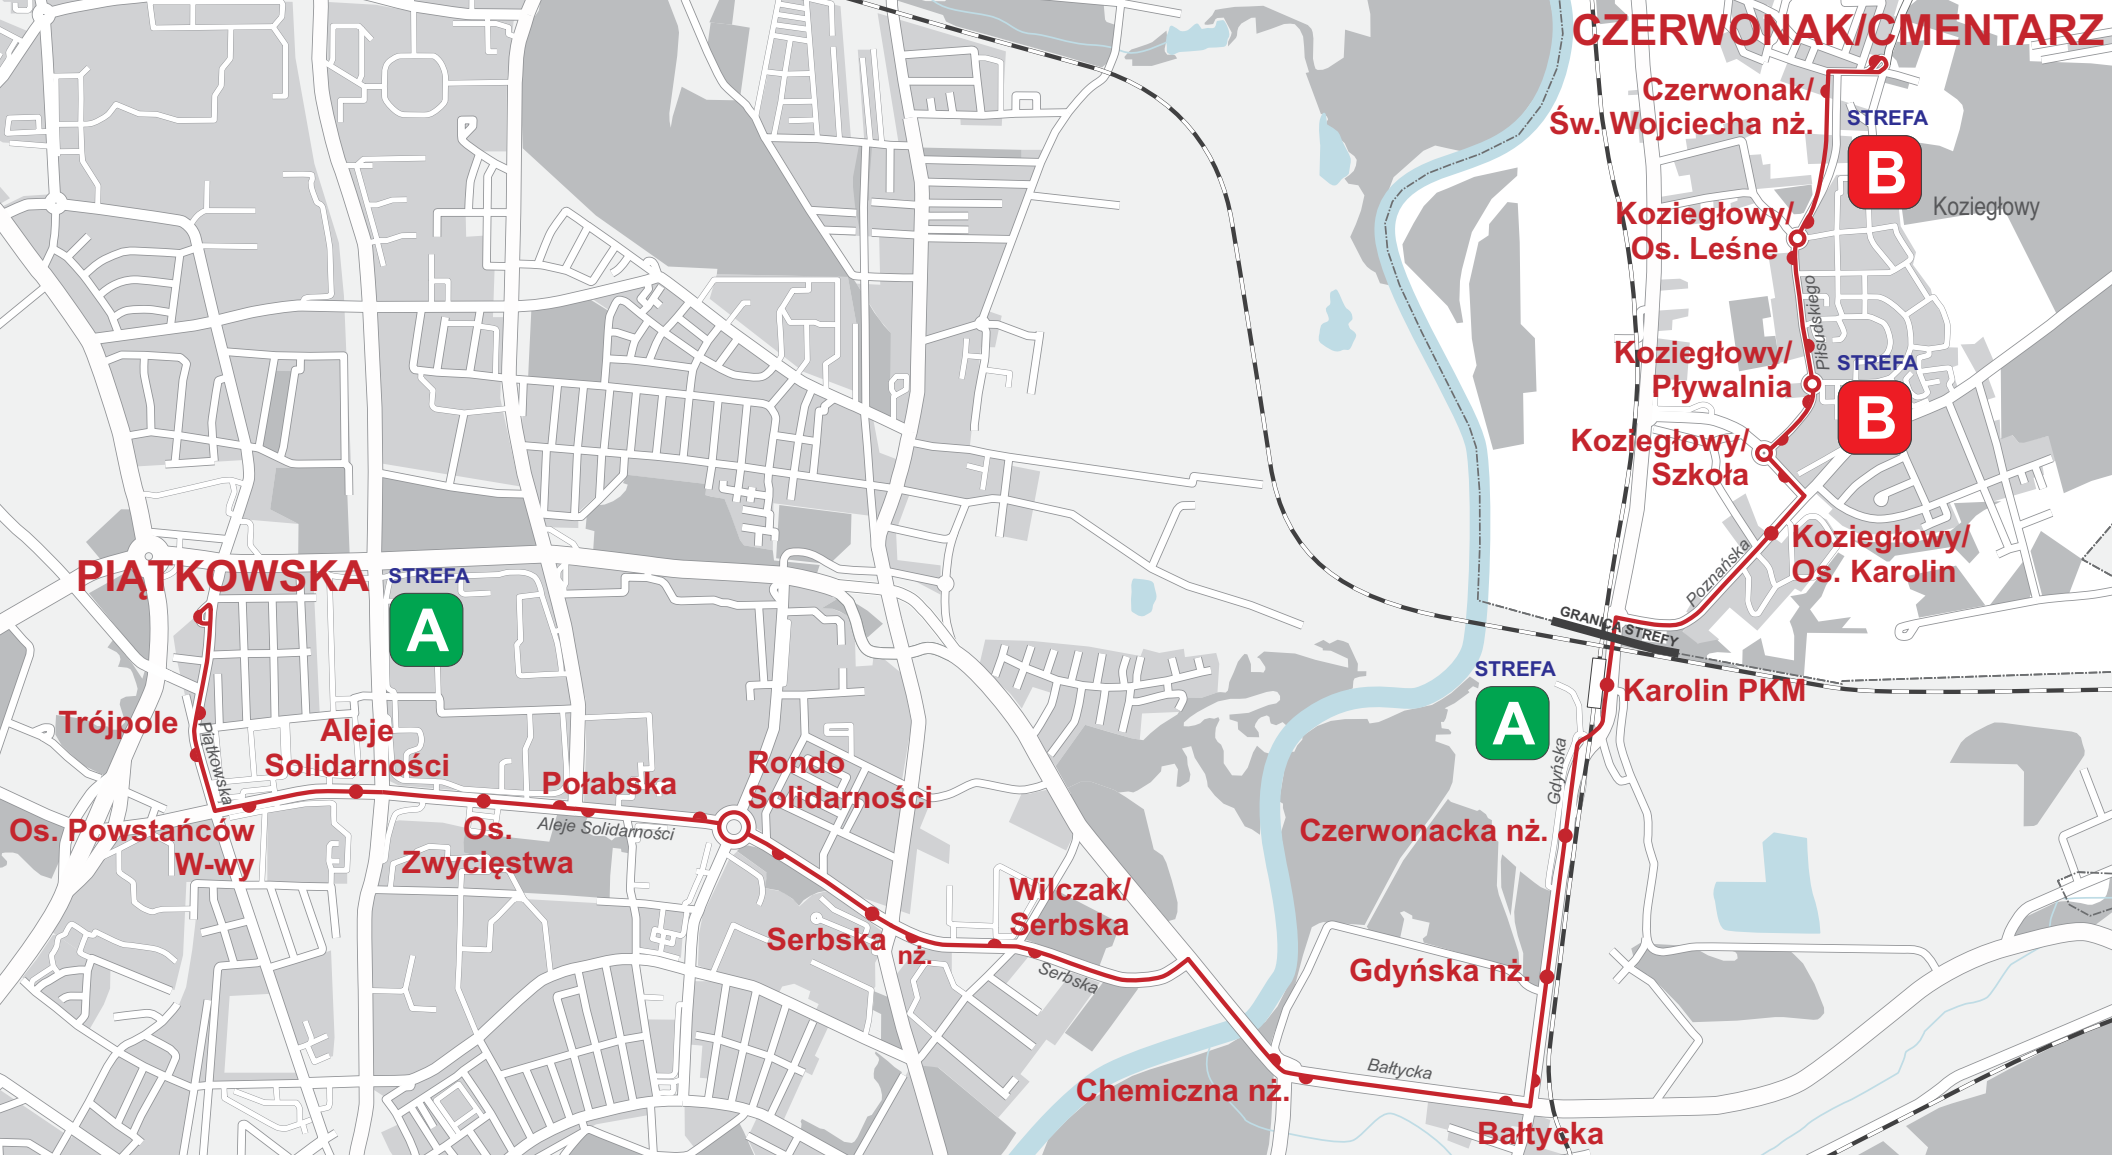 CZERWONAK/CMENTARZ
Czerwonak/
Św. Wojciecha nż.
STREFA
B
Koziegłowy
Koziegłowy/
Os. Leśne
Piłsudskiego
Koziegłowy/
Pływalnia
STREFA
B
Koziegłowy/
Szkoła
Koziegłowy/
Os. Karolin
Poznańska
GRANICA STREFY
PIĄTKOWSKA
STREFA
A
STREFA
A
Karolin PKM
Trójpole
Piątkowska
Aleje
Solidarności
Os. Powstańców
W-wy
Połabska
Aleje Solidarności
Os.
Zwycięstwa
Rondo
Solidarności
Gdyńska
Czerwonacka nż.
Wilczak/
Serbska
Serbska nż.
Serbska
Gdyńska nż.
Bałtycka
Chemiczna nż.
Bałtycka